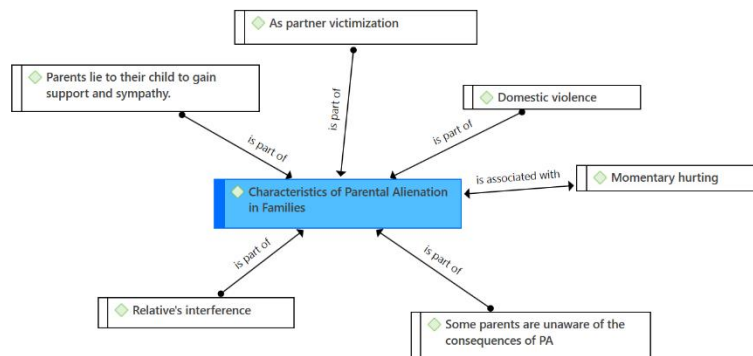 As partner victimization
Parents lie to their child to gain
support and sympathy.
Domestic violence
is part of
is part of
is part of
is associated with
Momentary hurting
Characteristics of Parental Alienation
in Families
is part of
is part of
Relative's interference
Some parents are unaware of the
consequences of PA